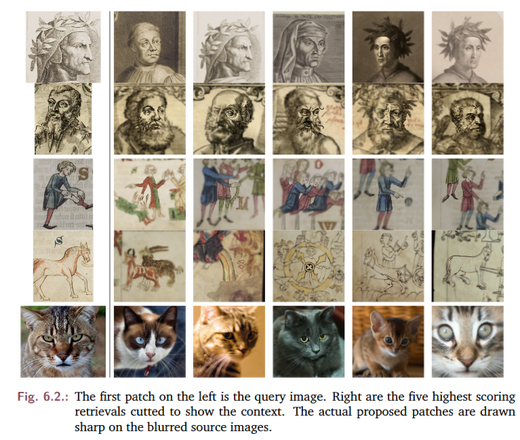 Fig. 6.2.: The first patch on the left is the query image. Right are the five highest scoring
retrievals cutted to show the context. The actual proposed patches are drawn
sharp on the blurred source images.